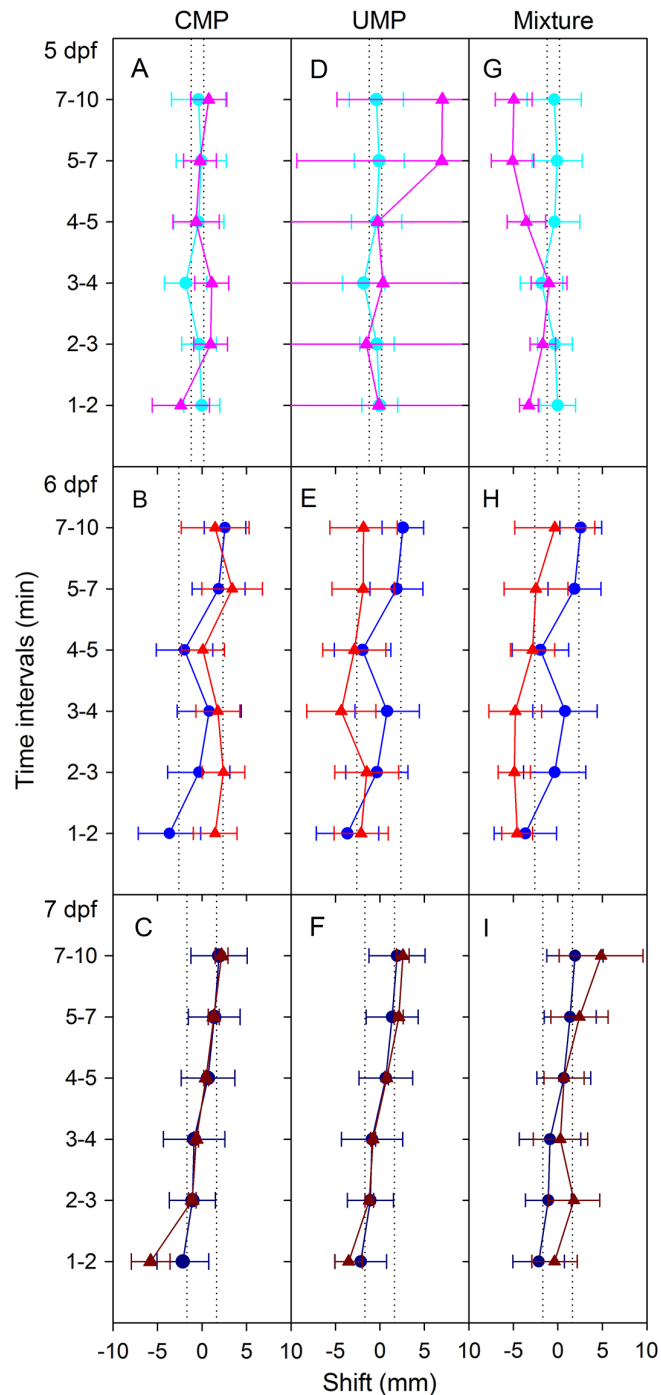 CMP UMP Mixture
5 dpf
A D G
7-10
5-7
4-5
3-4
2-3
1-2
6 dpf
B E H
7-10
5-7
4-5
3-4
2-3
1-2
7 dpf
C F I
7-10
5-7
4-5
3-4
2-3
1-2
Time intervals (min)
-10 -5 0 5 10 -5 0 5 10 -5 0 5 10
Shift (mm)